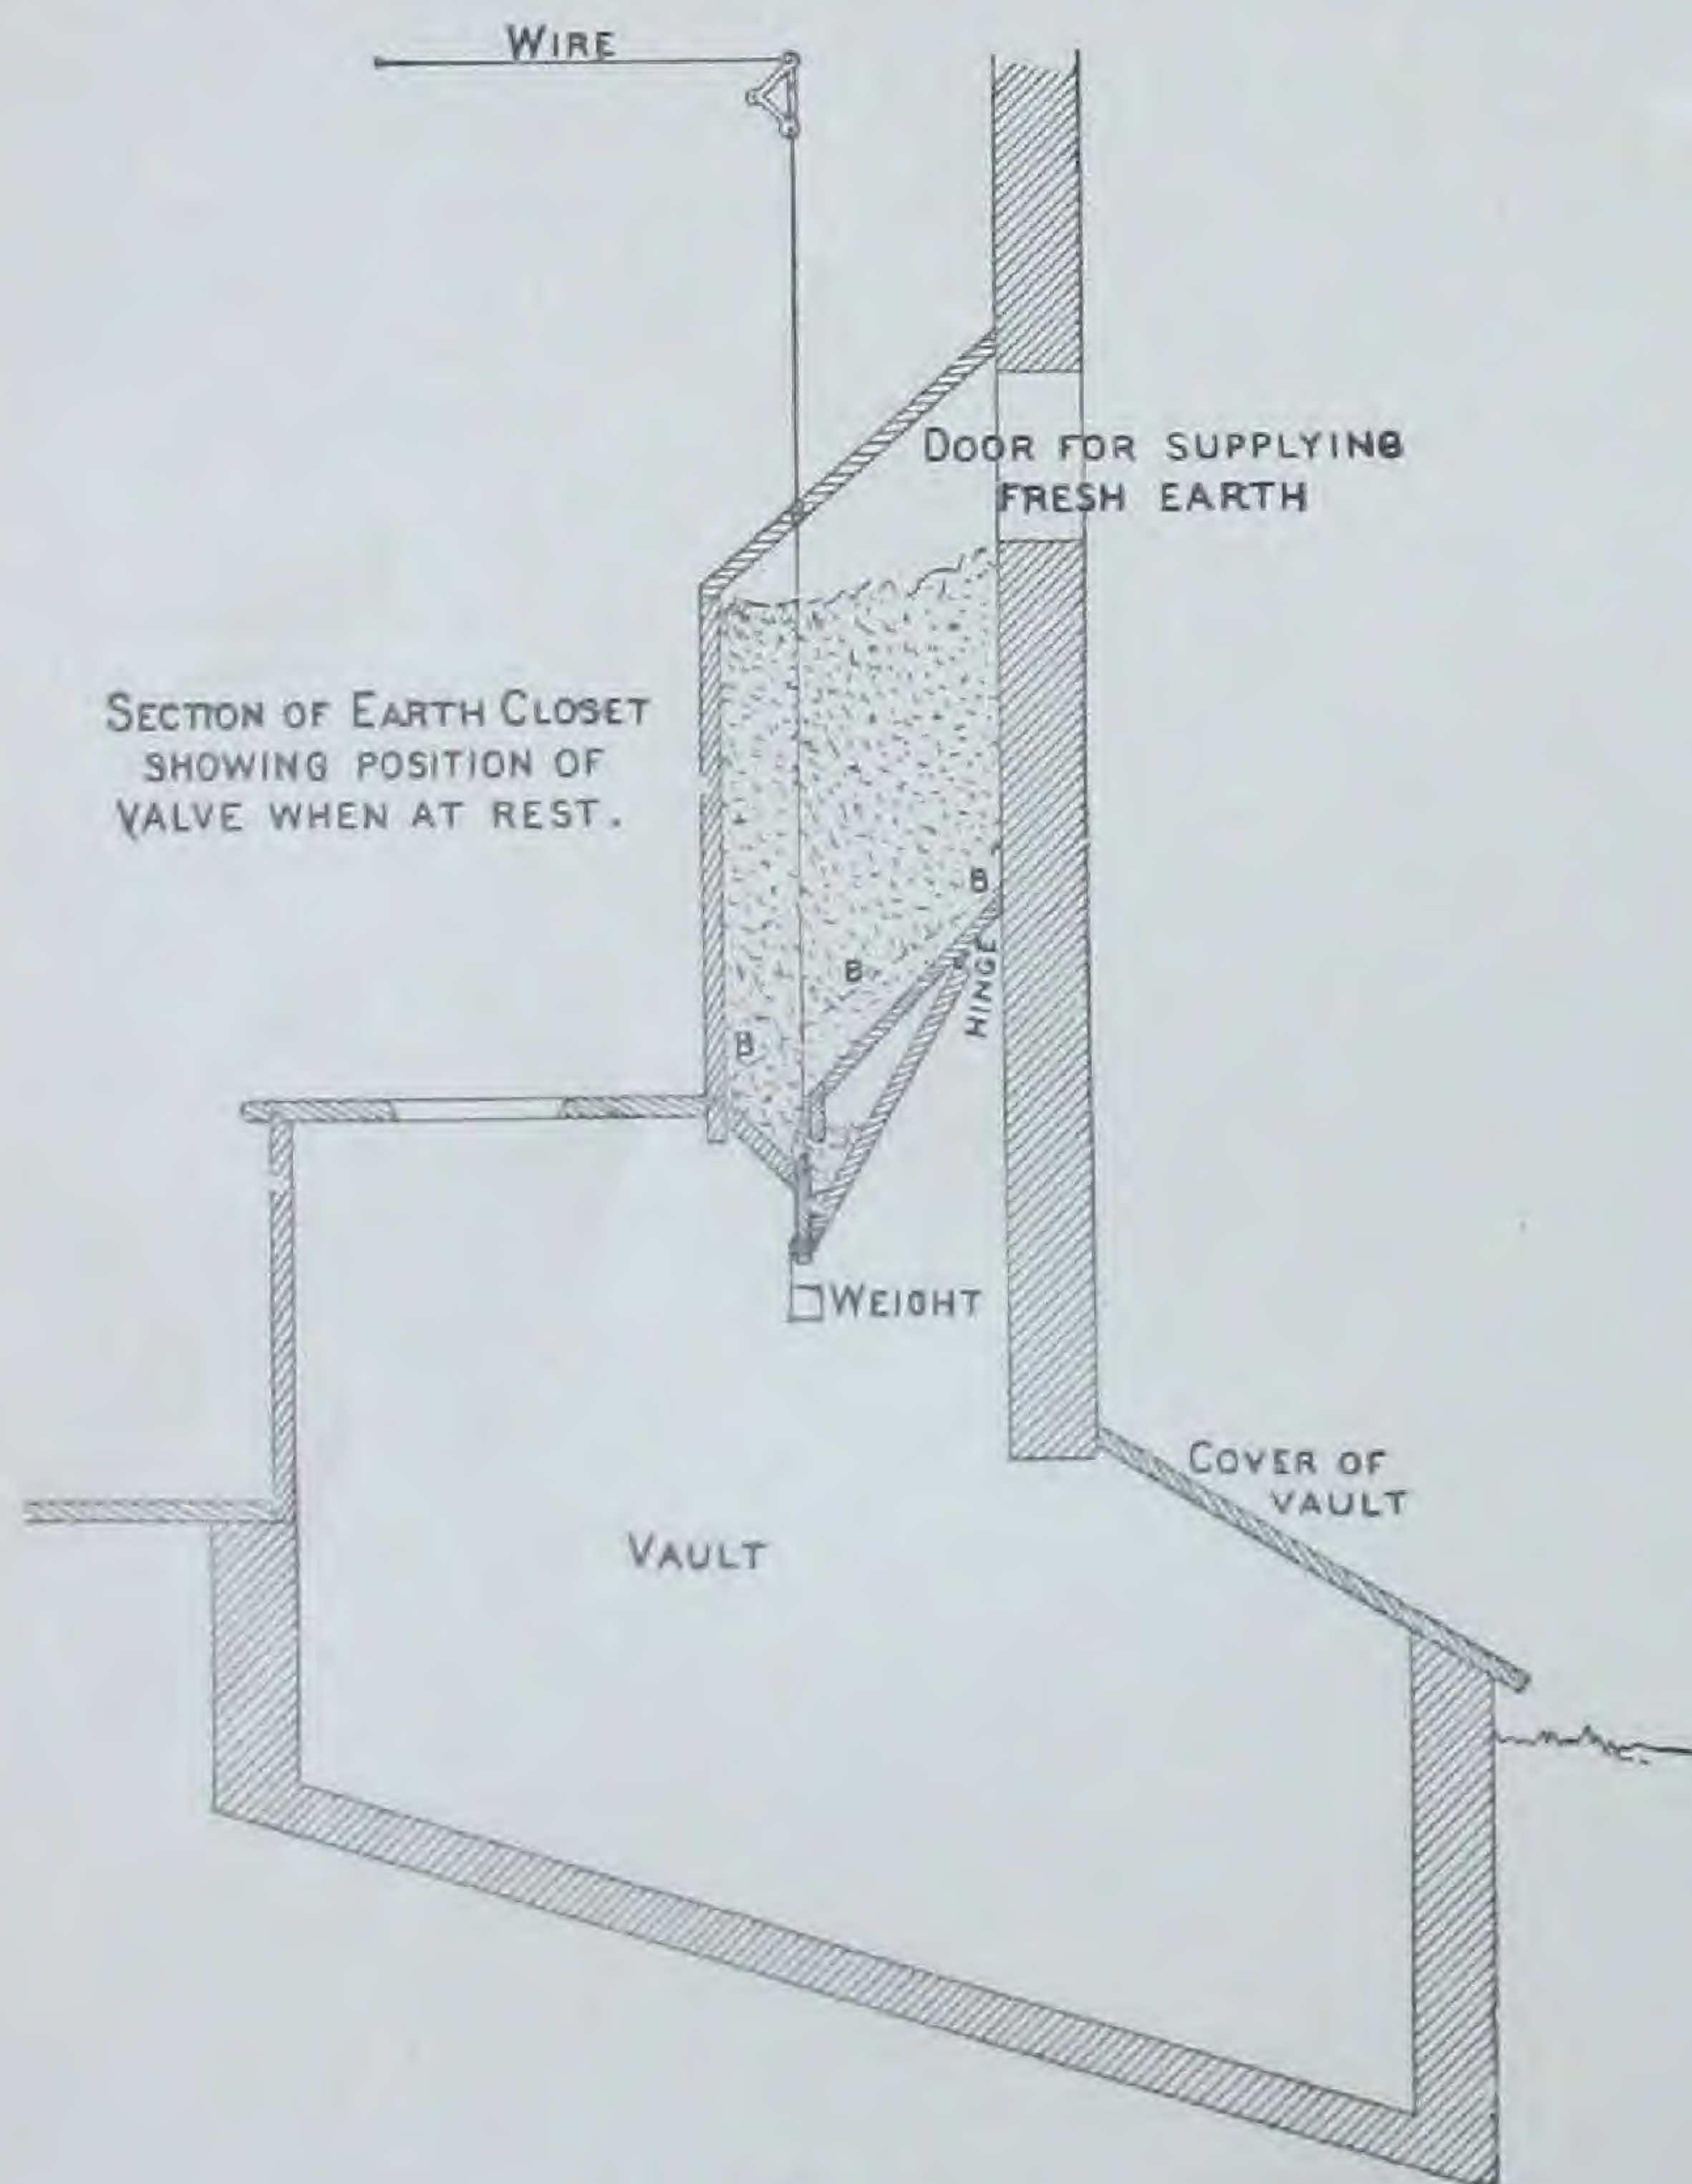 WIRE
DOOR FOR SUPPLYING
FRESH EARTH
SECTION OF EARTH CLOSET
SHOWING POSITION OF
VALVE WHEN AT REST.
B
HINGE
B
B
WEIGHT
COVER OF
VAULT
VAULT